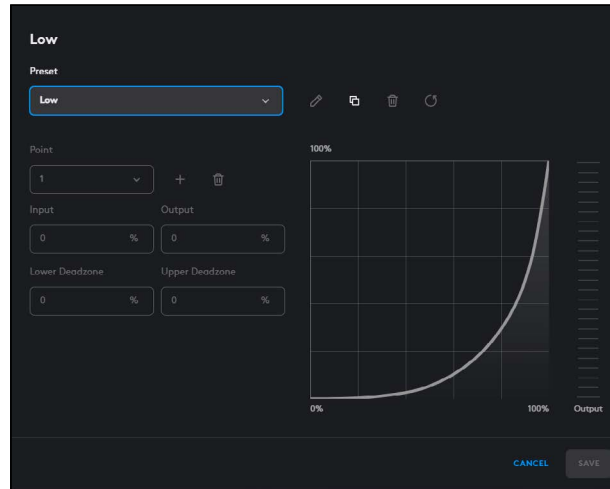 Low
Preset
Low
Point
100%
1
Input Output
0 % 0 %
Lower Deadzone Upper Deadzone
0 % 0 %
0% 100% Output
CANCEL SAVE